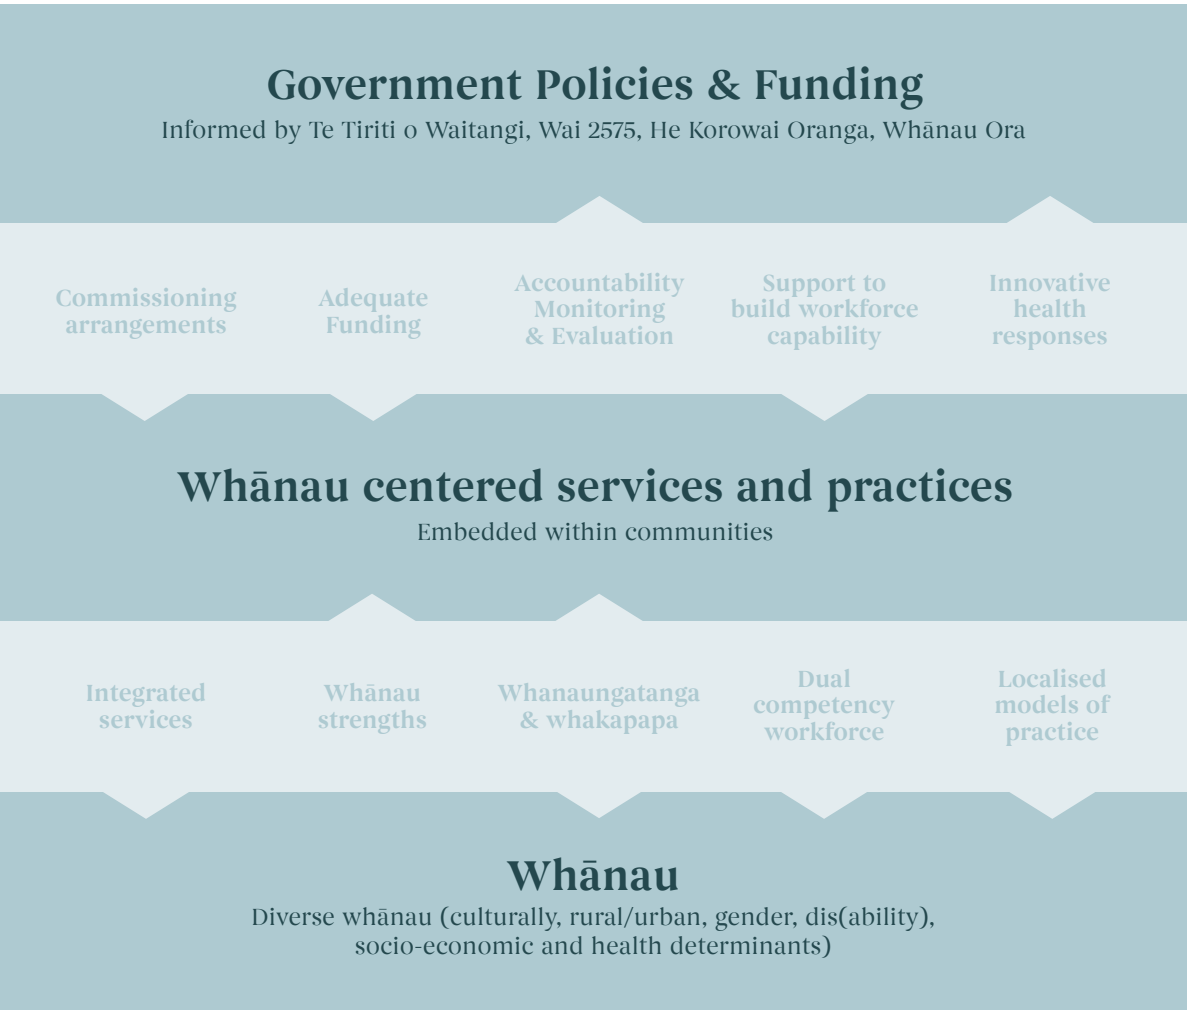 Government Policies & Funding
Informed by Te Tiriti o Waitangi, Wai 2575, He Korowai Oranga, Whānau Ora
Commissioning
arrangements
Adequate
Funding
Accountability
Monitoring
& Evaluation
Support to
build workforce
capability
Innovative
health
responses
Whānau centered services and practices
Embedded within communities
Integrated
services
Whānau
strengths
Whanaungatanga
& whakapapa
Dual
competency
workforce
Localised
models of
practice
Whānau
Diverse whānau (culturally, rural/urban, gender, dis(ability),
socio-economic and health determinants)